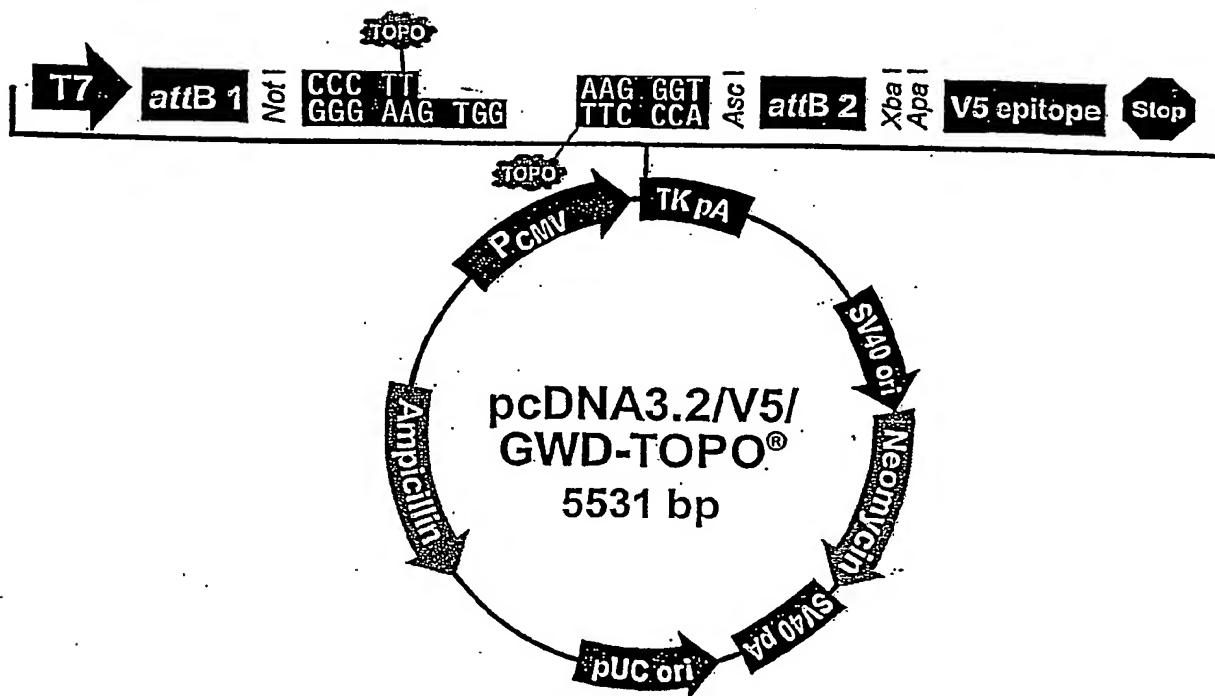 TOPO
T7
attB 1
Not I
CCC TT
GGG AAG TGG
AAG GGT
TTC CCA
Asc I
attB 2
Xba I
Apa I
V5 epitope
Stop
TOPO
PCMV
TK pA
SV40 ori
Neomycin
SV40 pA
pUC ori
Ampicillin
pcDNA3.2/V5/
GWD-TOPO®
5531 bp